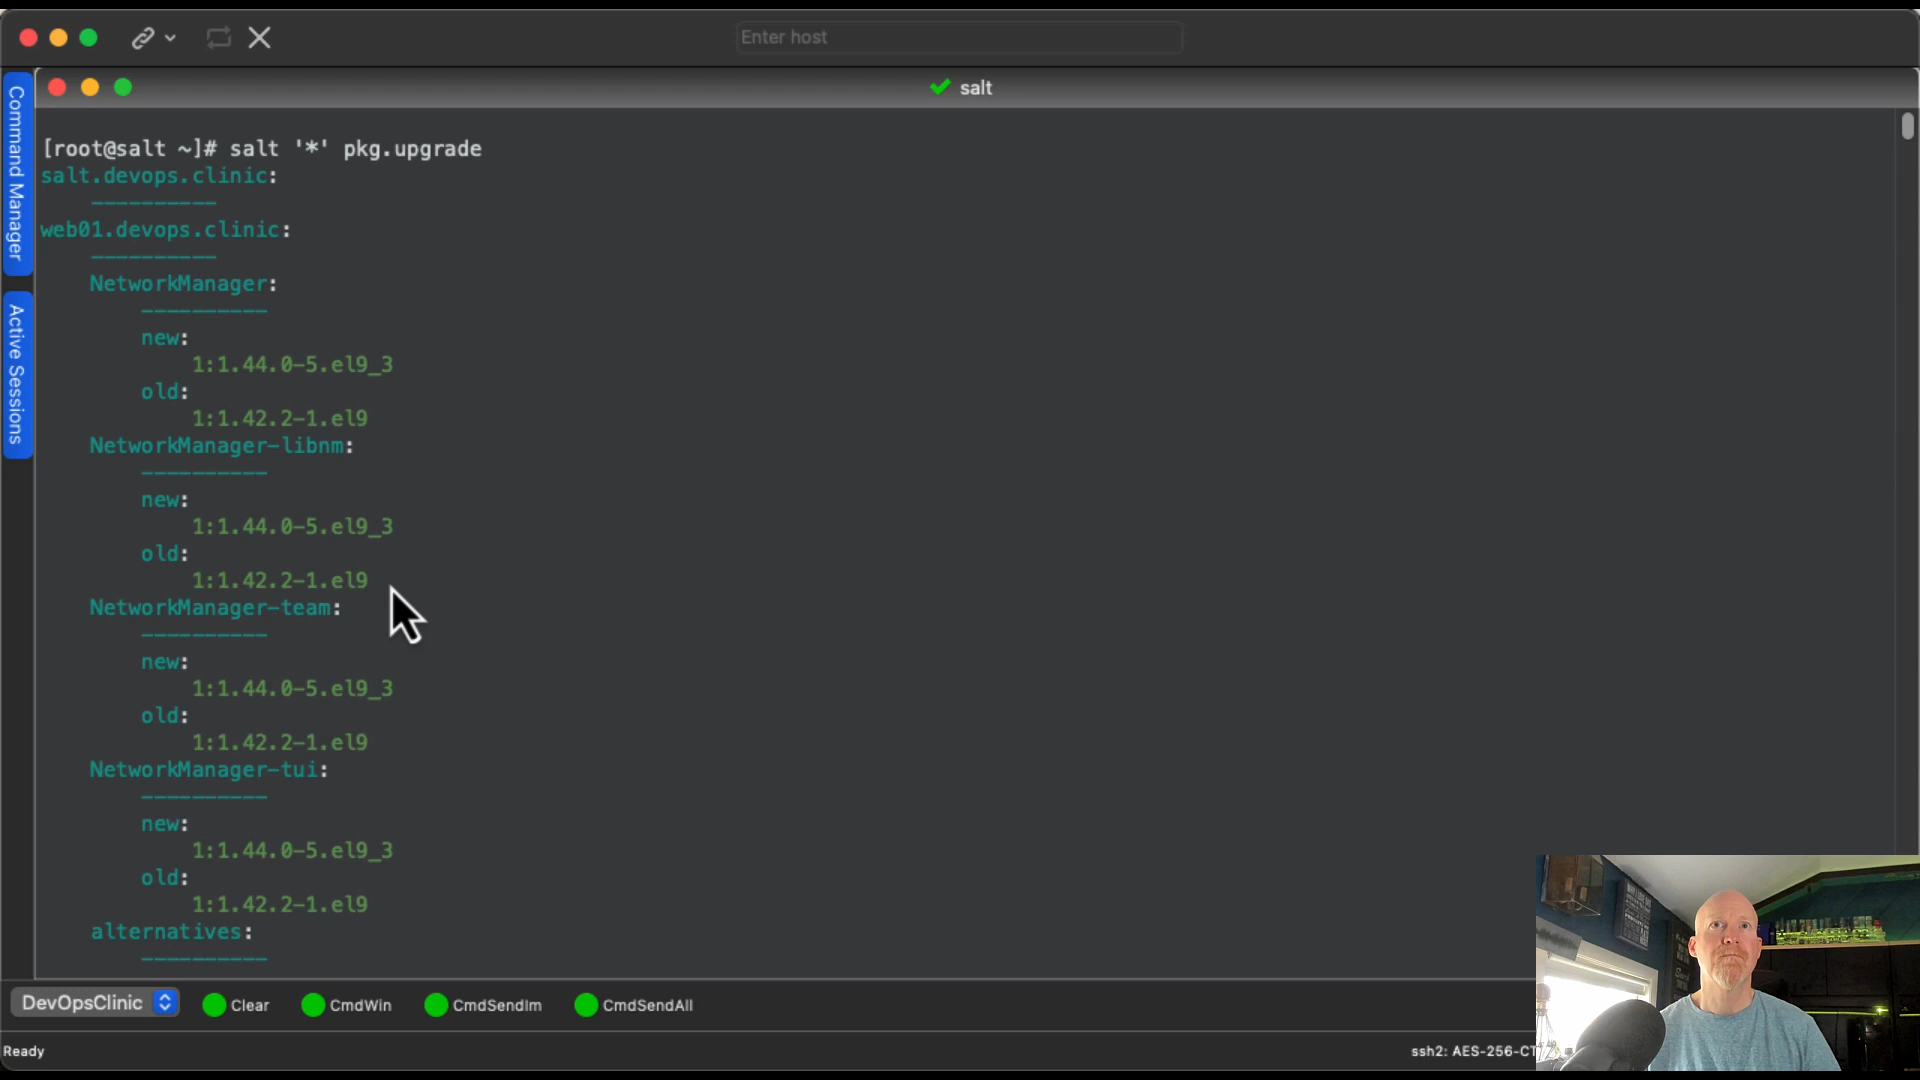 Enter host
salt
Command Manager
Active Sessions
[root@salt ~]# salt '*' pkg.upgrade
salt.devops.clinic:
----------
web01.devops.clinic:
----------
NetworkManager:
----------
new:
1:1.44.0-5.el9_3
old:
1:1.42.2-1.el9
NetworkManager-libnm:
----------
new:
1:1.44.0-5.el9_3
old:
1:1.42.2-1.el9
NetworkManager-team:
----------
new:
1:1.44.0-5.el9_3
old:
1:1.42.2-1.el9
NetworkManager-tui:
----------
new:
1:1.44.0-5.el9_3
old:
1:1.42.2-1.el9
alternatives:
----------
DevOpsClinic Clear CmdWin CmdSendIm CmdSendAll
Ready ssh2: AES-256-CT